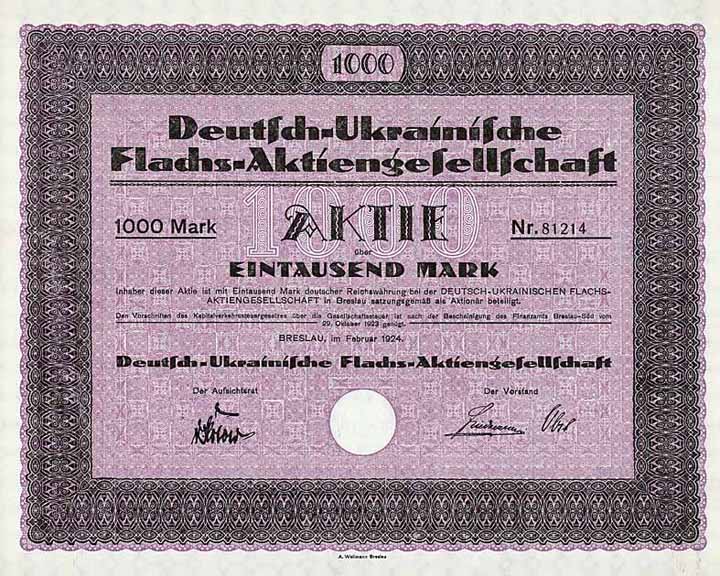 1000
Deutſch-Ukrainiſche
Flachs-Aktiengeſellſchaft
1000
1000 Mark
AKTIE
Nr. 81214
über
EINTAUSEND MARK
Inhaber dieser Aktie ist mit Eintausend Mark deutscher Reichswährung bei der DEUTSCH-UKRAINISCHEN FLACHS-
AKTIENGESELLSCHAFT in Breslau satzungsgemäß als Aktionär beteiligt.
Den Vorschriften des Kapitalverkehrssteuergesetzes über die Gesellschaftssteuer ist nach der Bescheinigung des Finanzamts Breslau-Süd vom
29. Oktober 1923 genügt.
BRESLAU, im Februar 1924.
Deutſch-Ukrainiſche Flachs-Aktiengeſellſchaft
Der Aufsichtsrat
Der Vorstand
A. Wellmann Breslau